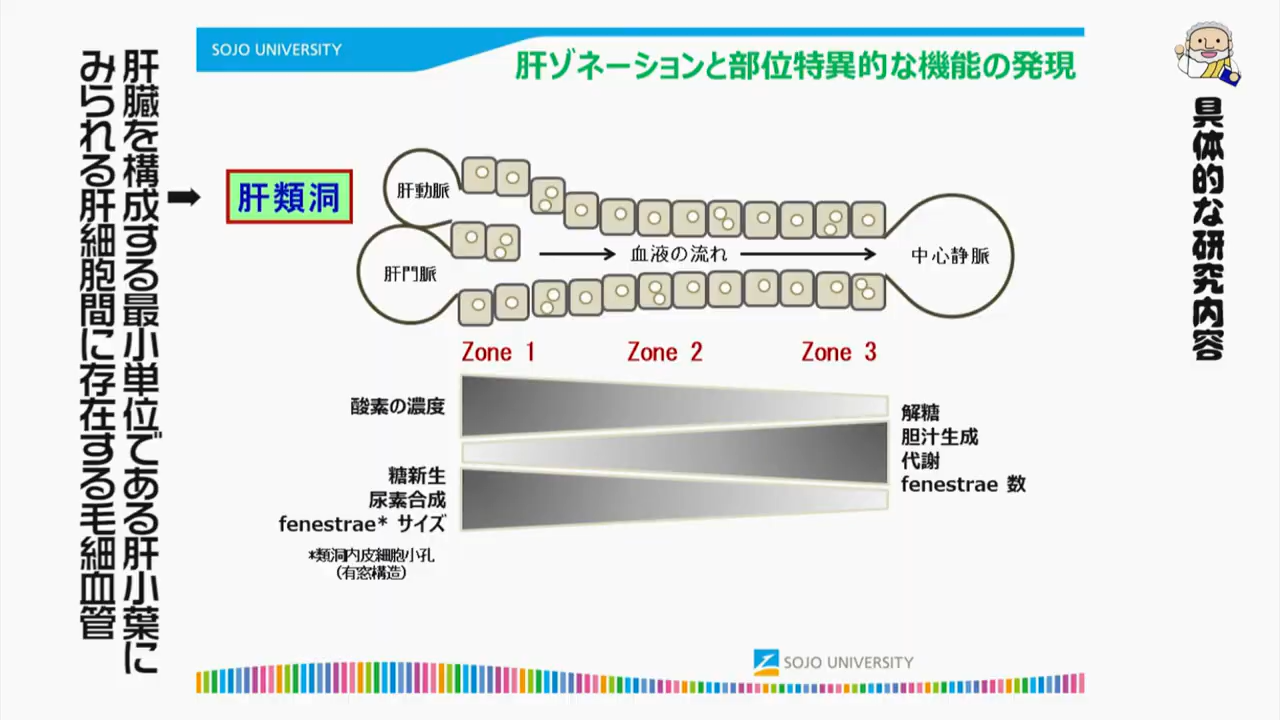 SOJO UNIVERSITY
肝ゾネーションと部位特異的な機能の発現
具体的な研究内容
肝臓を構成する最小単位である肝小葉に
みられる肝細胞間に存在する毛細血管
➡
肝類洞
肝動脈
肝門脈
血液の流れ
中心静脈
Zone 1
Zone 2
Zone 3
酸素の濃度
解糖
胆汁生成
代謝
fenestrae 数
糖新生
尿素合成
fenestrae* サイズ
*類洞内皮細胞小孔
(有窓構造)
SOJO UNIVERSITY